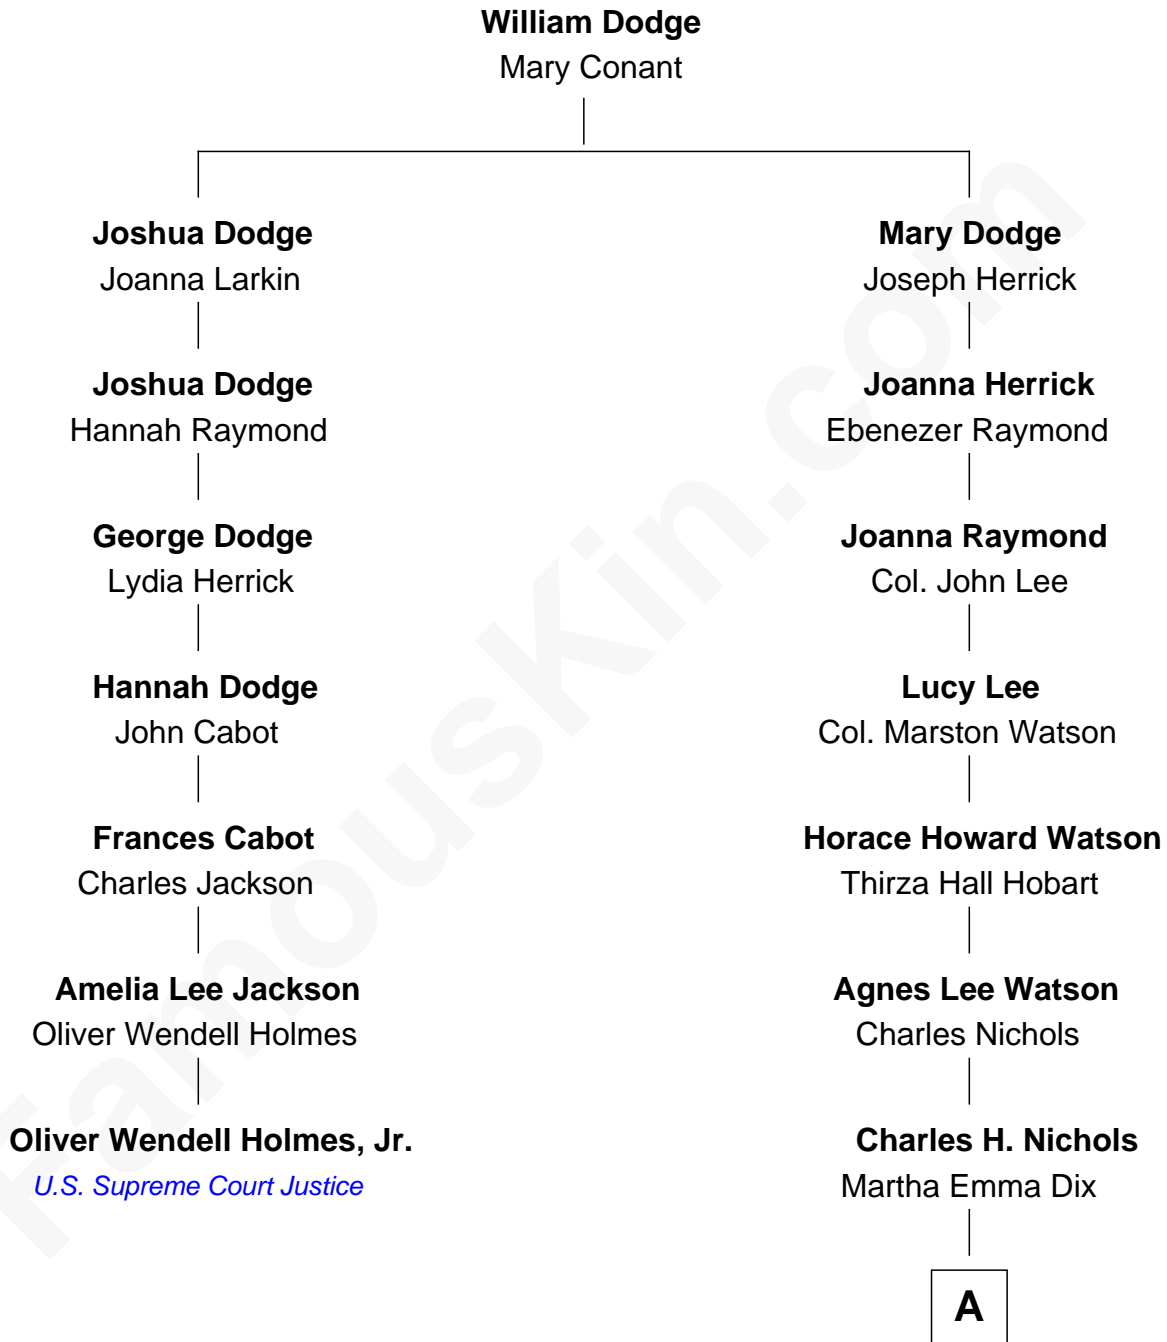 William Dodge
Mary Conant
Joshua Dodge
Joanna Larkin
Mary Dodge
Joseph Herrick
Joshua Dodge
Hannah Raymond
Joanna Herrick
Ebenezer Raymond
George Dodge
Lydia Herrick
Joanna Raymond
Col. John Lee
Hannah Dodge
John Cabot
Lucy Lee
Col. Marston Watson
Frances Cabot
Charles Jackson
Horace Howard Watson
Thirza Hall Hobart
Amelia Lee Jackson
Oliver Wendell Holmes
Agnes Lee Watson
Charles Nichols
Oliver Wendell Holmes, Jr.
U.S. Supreme Court Justice
Charles H. Nichols
Martha Emma Dix
A
FamousKin.com